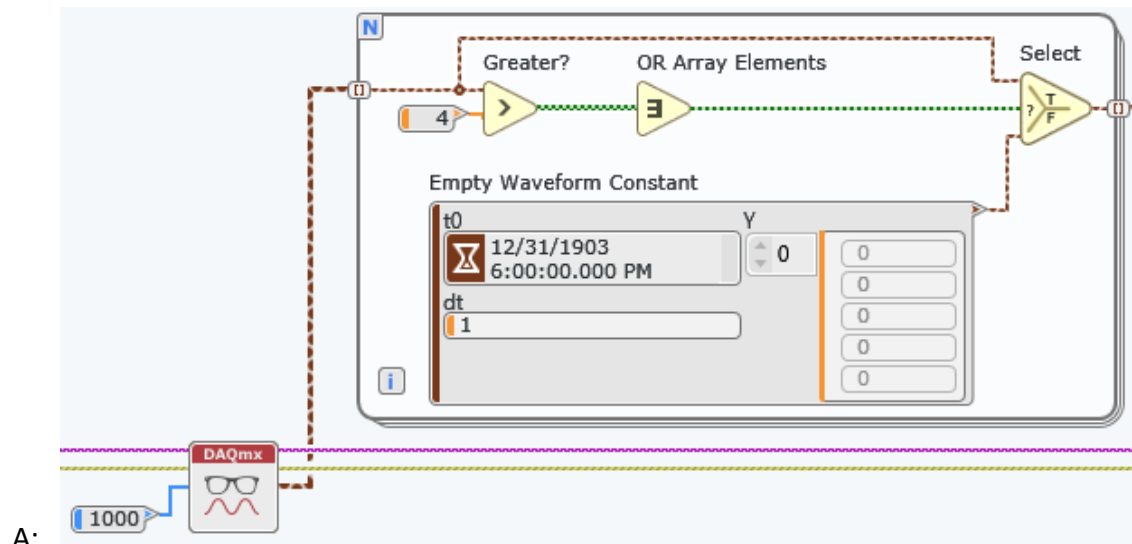 N
Select
Greater?
OR Array Elements
4
>
Ǝ
?
T
F
Empty Waveform Constant
t0
Y
12/31/1903
6:00:00.000 PM
0
0
0
0
0
0
dt
1
i
DAQmx
1000
A: